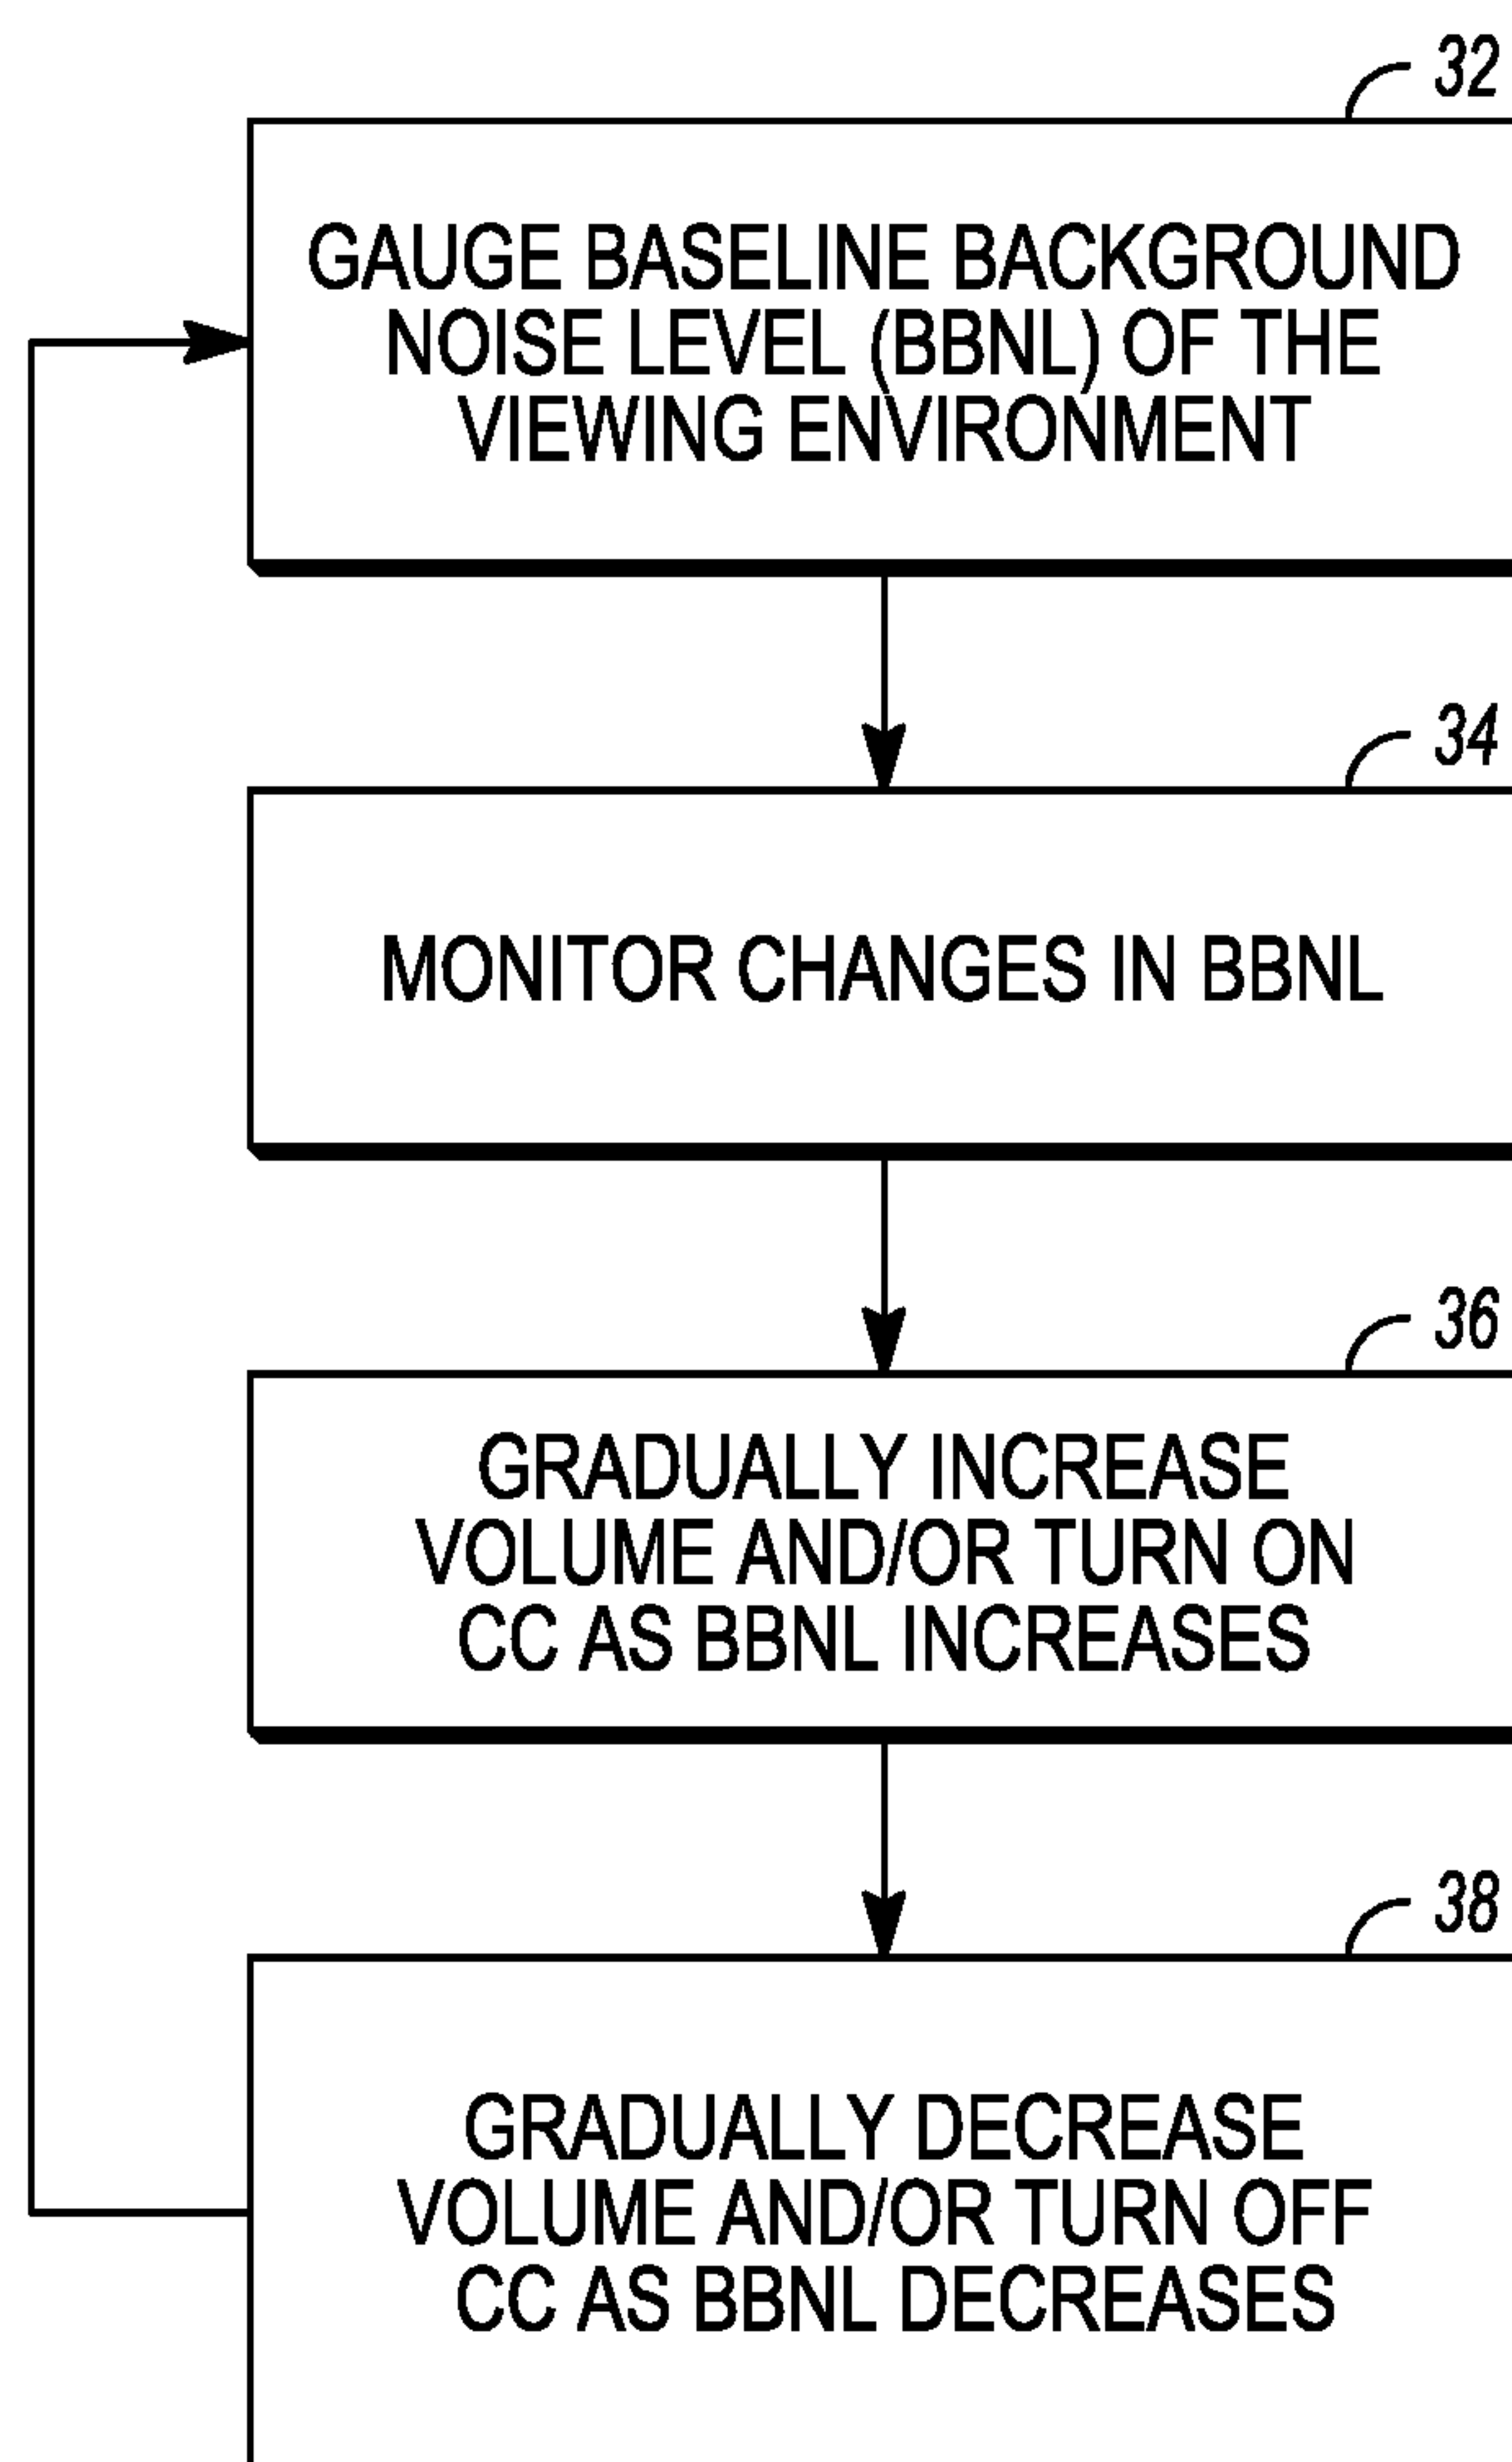 32
GAUGE BASELINE BACKGROUND
NOISE LEVEL (BBNL) OF THE
VIEWING ENVIRONMENT
34
MONITOR CHANGES IN BBNL
36
GRADUALLY INCREASE
VOLUME AND/OR TURN ON
CC AS BBNL INCREASES
38
GRADUALLY DECREASE
VOLUME AND/OR TURN OFF
CC AS BBNL DECREASES